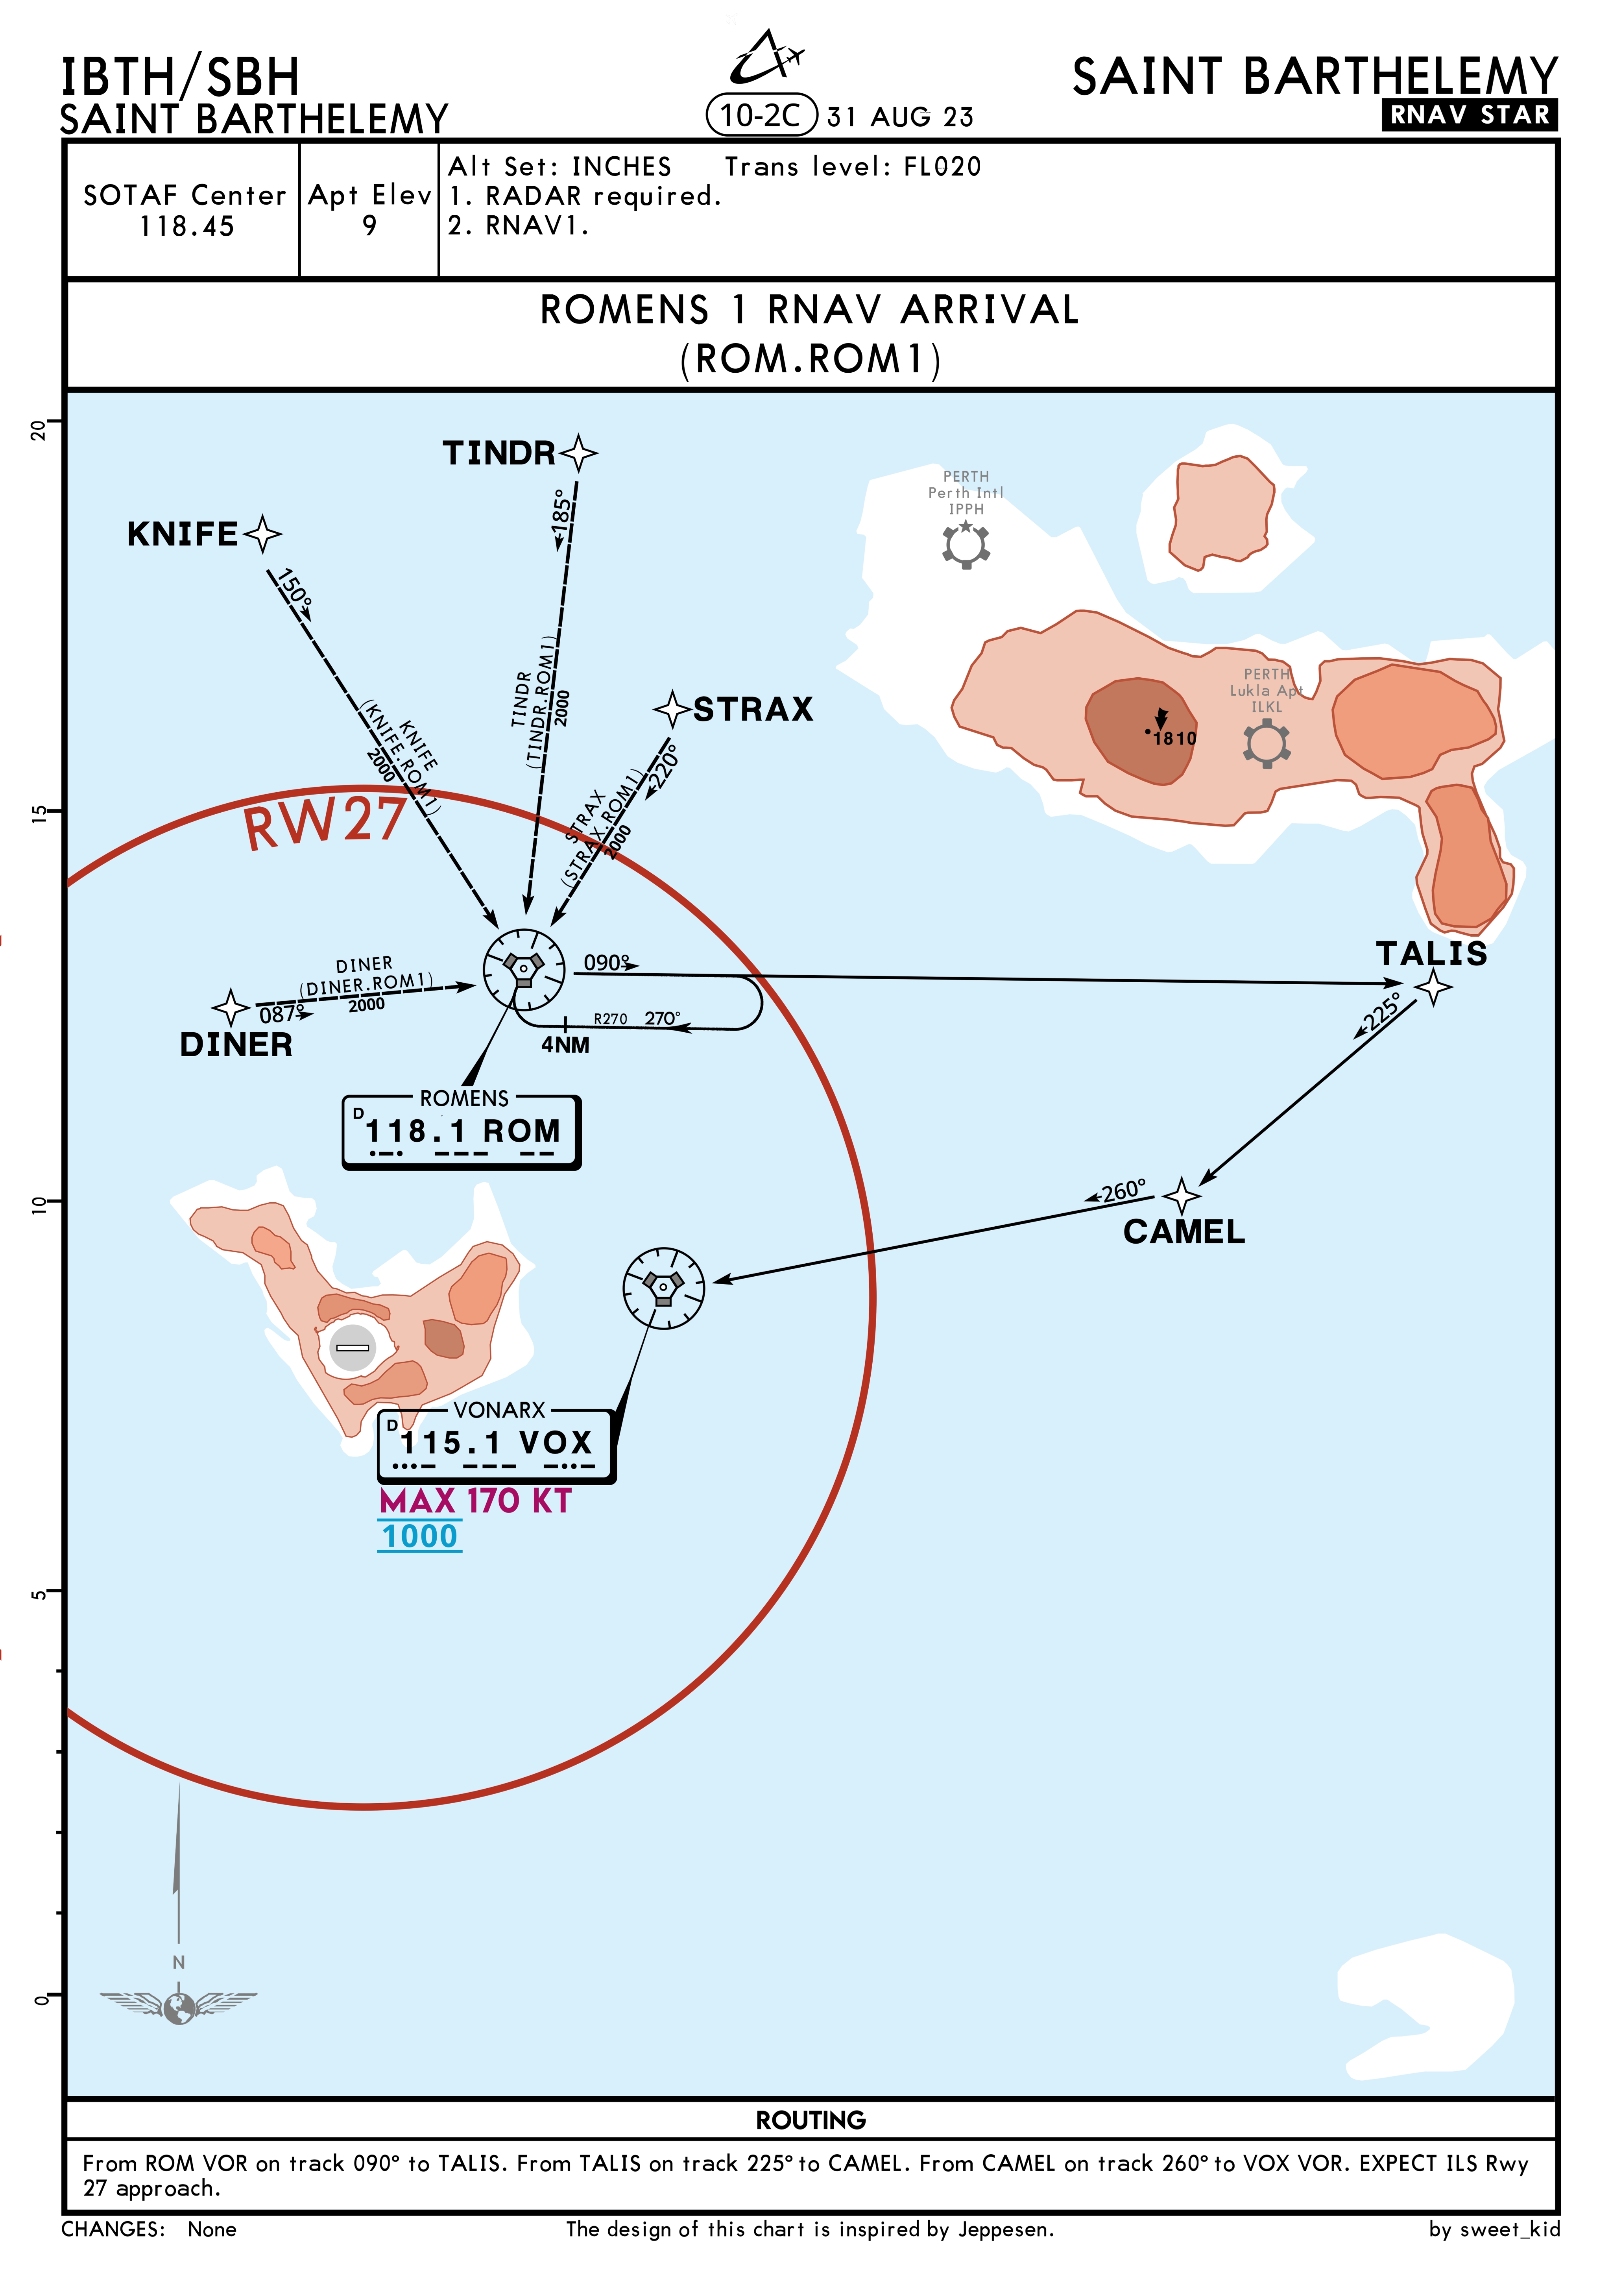 IBTH/SBH
SAINT BARTHELEMY
10-2C
31 AUG 23
SAINT BARTHELEMY
RNAV STAR
SOTAF Center
118.45
Apt Elev
9
Alt Set: INCHES Trans level: FL020
1. RADAR required.
2. RNAV1.
ROMENS 1 RNAV ARRIVAL
(ROM.ROM1)
20
15
10
5
0
TINDR
185°
TINDR
(TINDR.ROM1)
2000
KNIFE
150°
KNIFE
(KNIFE.ROM1)
2000
STRAX
220°
STRAX
(STRAX.ROM1)
2000
PERTH
Perth Intl
IPPH
PERTH
Lukla Apt
ILKL
1810
RW27
DINER
(DINER.ROM1)
2000
087°
DINER
090°
R270 270°
4NM
TALIS
225°
ROMENS
D
118.1 ROM
260°
CAMEL
VONARX
D
115.1 VOX
MAX 170 KT
1000
N
ROUTING
From ROM VOR on track 090° to TALIS. From TALIS on track 225° to CAMEL. From CAMEL on track 260° to VOX VOR. EXPECT ILS Rwy
27 approach.
CHANGES: None
The design of this chart is inspired by Jeppesen.
by sweet_kid